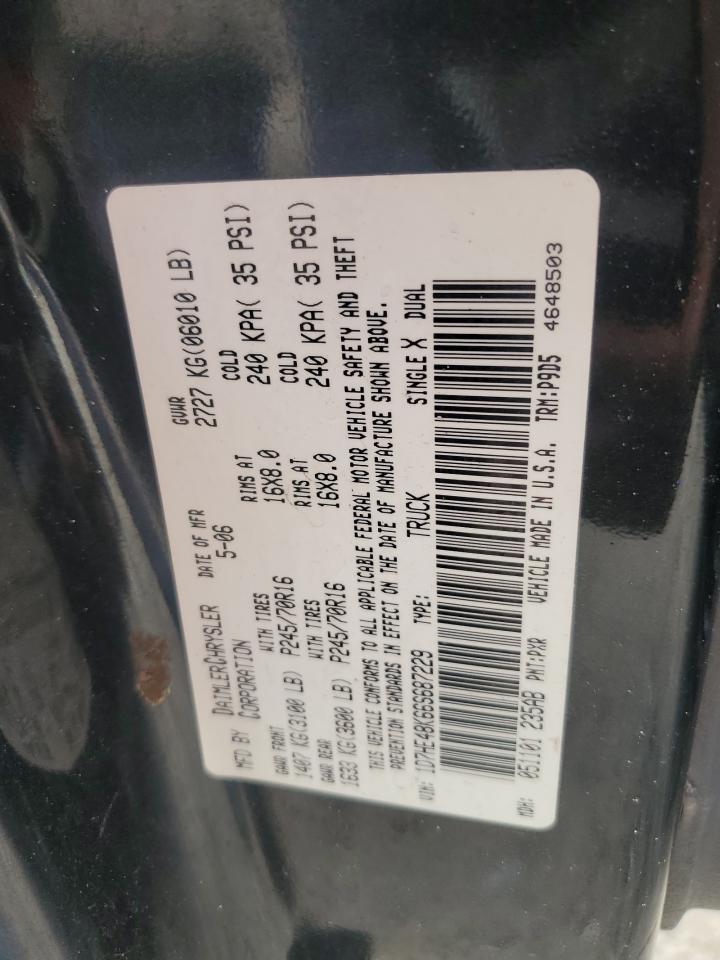 MFD BY DAIMLERCHRYSLER CORPORATION DATE OF MFR 5-06 GVWR 2727 KG(06010 LB)
GAWR FRONT WITH TIRES RIMS AT COLD
1407 KG(3100 LB) P245/70R16 16X8.0 240 KPA( 35 PSI)
GAWR REAR WITH TIRES RIMS AT COLD
1633 KG(3600 LB) P245/70R16 16X8.0 240 KPA( 35 PSI)
THIS VEHICLE CONFORMS TO ALL APPLICABLE FEDERAL MOTOR VEHICLE SAFETY AND THEFT
PREVENTION STANDARDS IN EFFECT ON THE DATE OF MANUFACTURE SHOWN ABOVE.
VIN: 1D7HE48K66S687229 TYPE: TRUCK SINGLE X DUAL
MDH: 051101 235AB PNT:PXR VEHICLE MADE IN U.S.A. TRM:P9D5 4648503